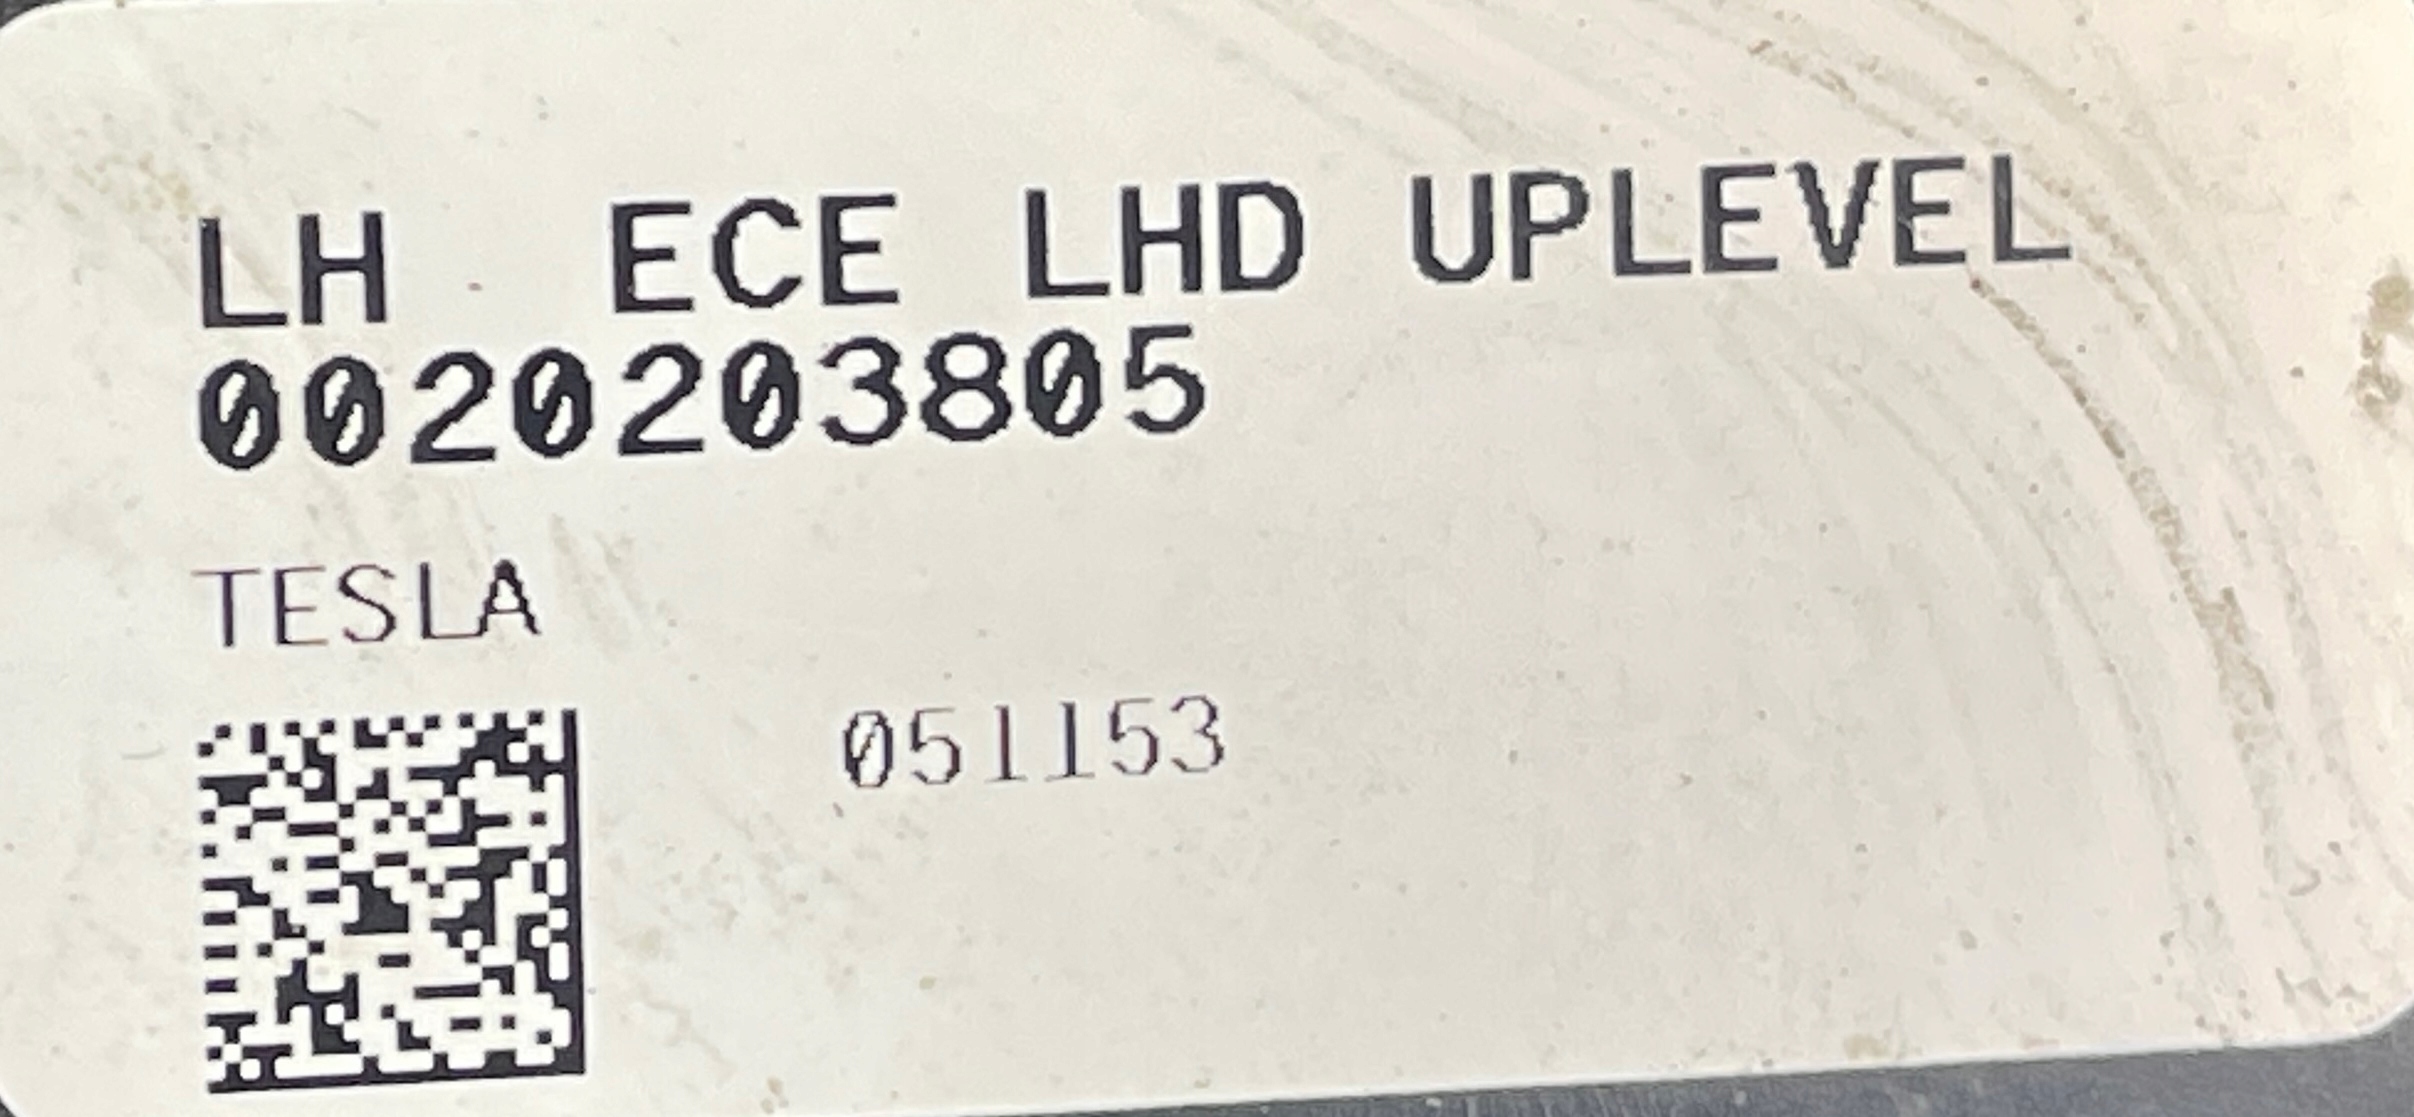 LH ECE LHD UPLEVEL
0020203805
TESLA
051153